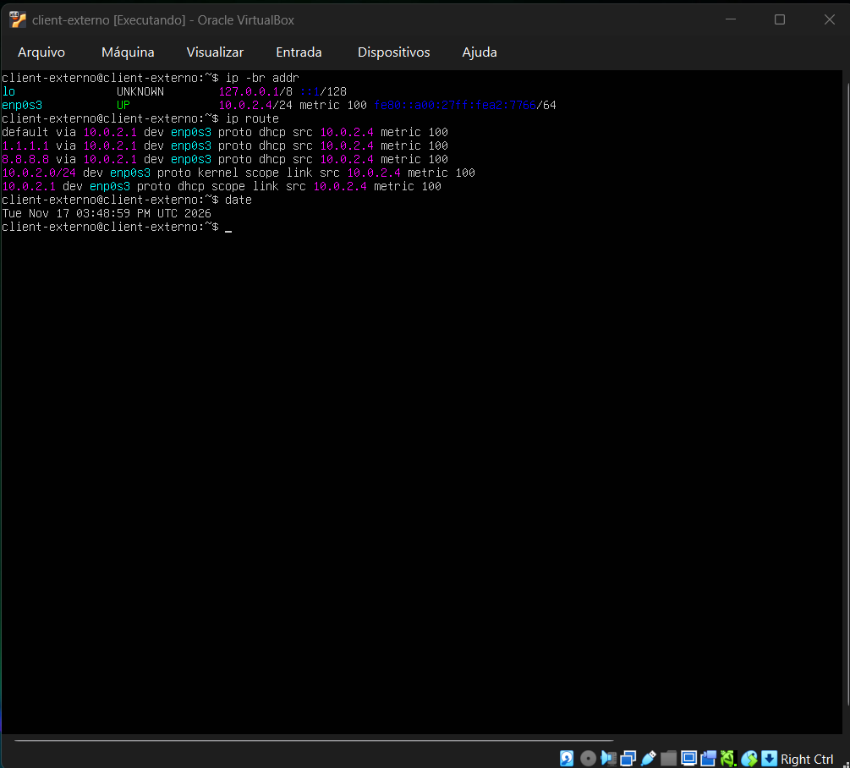 client-externo [Executando] - Oracle VirtualBox
Arquivo Máquina Visualizar Entrada Dispositivos Ajuda
client-externo@client-externo:~$ ip -br addr
lo UNKNOWN 127.0.0.1/8 ::1/128
enp0s3 UP 10.0.2.4/24 metric 100 fe80::a00:27ff:fea2:7766/64
client-externo@client-externo:~$ ip route
default via 10.0.2.1 dev enp0s3 proto dhcp src 10.0.2.4 metric 100
1.1.1.1 via 10.0.2.1 dev enp0s3 proto dhcp src 10.0.2.4 metric 100
8.8.8.8 via 10.0.2.1 dev enp0s3 proto dhcp src 10.0.2.4 metric 100
10.0.2.0/24 dev enp0s3 proto kernel scope link src 10.0.2.4 metric 100
10.0.2.1 dev enp0s3 proto dhcp scope link src 10.0.2.4 metric 100
client-externo@client-externo:~$ date
Tue Nov 17 03:48:59 PM UTC 2026
client-externo@client-externo:~$ _
Right Ctrl